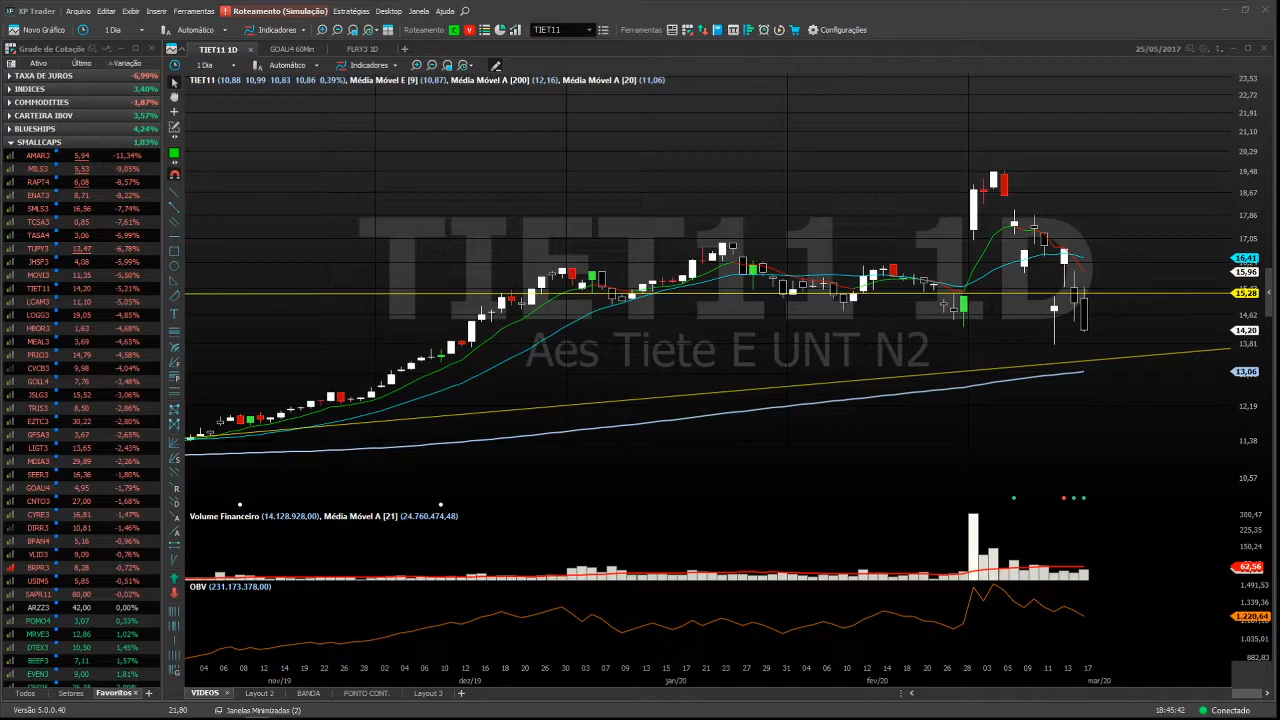 XP Trader Arquivo Editar Exibir Inserir Ferramentas ! Roteamento (Simulação) Estratégias Desktop Janela Ajuda
Novo Gráfico 1 Dia Automático Indicadores Roteamento C V TIET11 Ferramentas Configurações
Grade de Cotaçõe TIET11 1D GOAU4 60Min FLRY3 1D 25/05/2017
Ativo Último Variação 1 Dia Automático Indicadores
TAXA DE JUROS -6,99%
INDICES 3,40%
COMMODITIES -1,87%
CARTEIRA IBOV 3,57%
BLUESHIPS 4,24%
SMALLCAPS 1,03%
AMAR3 5,94 -11,34%
MILS3 5,53 -9,05%
RAPT4 6,08 -8,57%
ENAT3 8,71 -8,22%
SMLS3 16,56 -7,74%
TCSA3 0,85 -7,61%
TASA4 3,06 -6,99%
TUPY3 13,47 -6,78%
JHSF3 4,08 -6,21%
MOVI3 11,35 -5,50%
TIET11 14,20 -5,21%
LCAM3 11,10 -5,05%
LOGG3 19,05 -4,85%
HBOR3 1,63 -4,68%
MEAL3 3,69 -4,65%
PRIO3 14,79 -4,58%
CVCB3 9,98 -4,04%
GOLL4 7,76 -3,48%
JSLG3 15,52 -3,06%
TRIS3 8,50 -2,86%
EZTC3 30,22 -2,80%
GFSA3 3,67 -2,65%
LIGT3 13,65 -2,43%
MDIA3 29,89 -2,26%
SEER3 16,36 -1,80%
GOAU4 4,95 -1,79%
CNTO3 27,00 -1,68%
CYRE3 19,09 -1,46%
DIRR3 10,81 -1,46%
BPAN4 5,16 -0,96%
VLID3 9,09 -0,76%
BRPR3 8,28 -0,72%
USIM5 5,85 -0,51%
SAPR11 80,00 -0,02%
ARZZ3 42,00 0,00%
POMO4 3,07 0,33%
MRVE3 12,86 1,02%
DTEX3 10,50 1,45%
BEEF3 7,11 1,57%
EVEN3 9,00 1,81%
Todos Setores Favoritos
TIET11 (10,88 10,99 10,83 10,86 0,39%), Média Móvel E [9] (10,87), Média Móvel A [200] (12,16), Média Móvel A [20] (11,06)
TIET11 1D
Aes Tiete E UNT N2
23,53
22,72
21,91
21,10
20,29
19,48
18,67
17,86
17,05
16,41
15,96
15,28
14,62
14,20
13,81
13,06
12,19
11,38
10,57
Volume Financeiro (14.128.928,00), Média Móvel A [21] (24.760.474,48)
300,47
225,35
150,24
62,56
OBV (231.173.378,00)
1.491,53
1.339,36
1.220,64
1.035,01
882,83
04 06 08 12 14 19 22 26 28 02 04 06 10 12 16 18 20 26 30 03 07 09 13 15 17 21 23 27 29 31 04 06 10 12 14 18 20 26 28 03 05 09 11 13 17
nov/19 dez/19 jan/20 fev/20 mar/20
VIDEOS Layout 2 BANDA PONTO CONT. Layout 3
Versão 5.0.0.40 21,80 Janelas Minimizadas (2) 18:45:42 Conectado